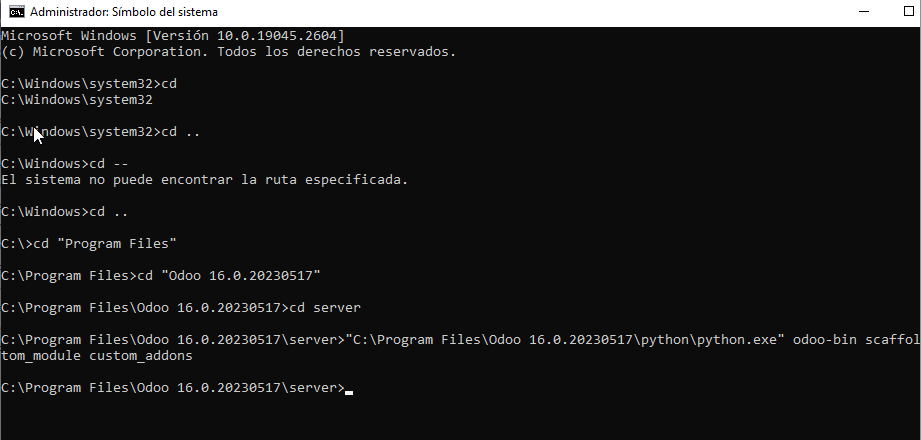 Administrador: Símbolo del sistema
Microsoft Windows [Versión 10.0.19045.2604]
(c) Microsoft Corporation. Todos los derechos reservados.
C:\Windows\system32>cd
C:\Windows\system32
C:\Windows\system32>cd ..
C:\Windows>cd --
El sistema no puede encontrar la ruta especificada.
C:\Windows>cd ..
C:\>cd "Program Files"
C:\Program Files>cd "Odoo 16.0.20230517"
C:\Program Files\Odoo 16.0.20230517>cd server
C:\Program Files\Odoo 16.0.20230517\server>"C:\Program Files\Odoo 16.0.20230517\python\python.exe" odoo-bin scaffol
tom_module custom_addons
C:\Program Files\Odoo 16.0.20230517\server>